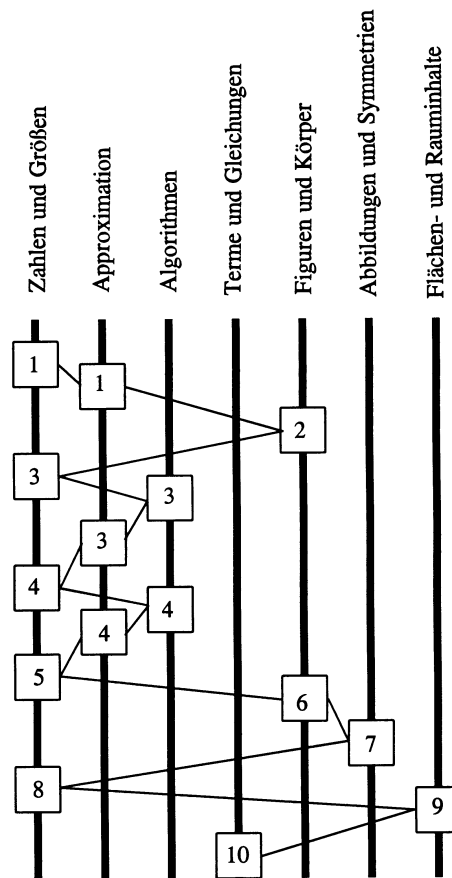 Zahlen und Größen
Approximation
Algorithmen
Terme und Gleichungen
Figuren und Körper
Abbildungen und Symmetrien
Flächen- und Rauminhalte
1
1
2
3
3
3
4
4
4
5
6
7
8
9
10